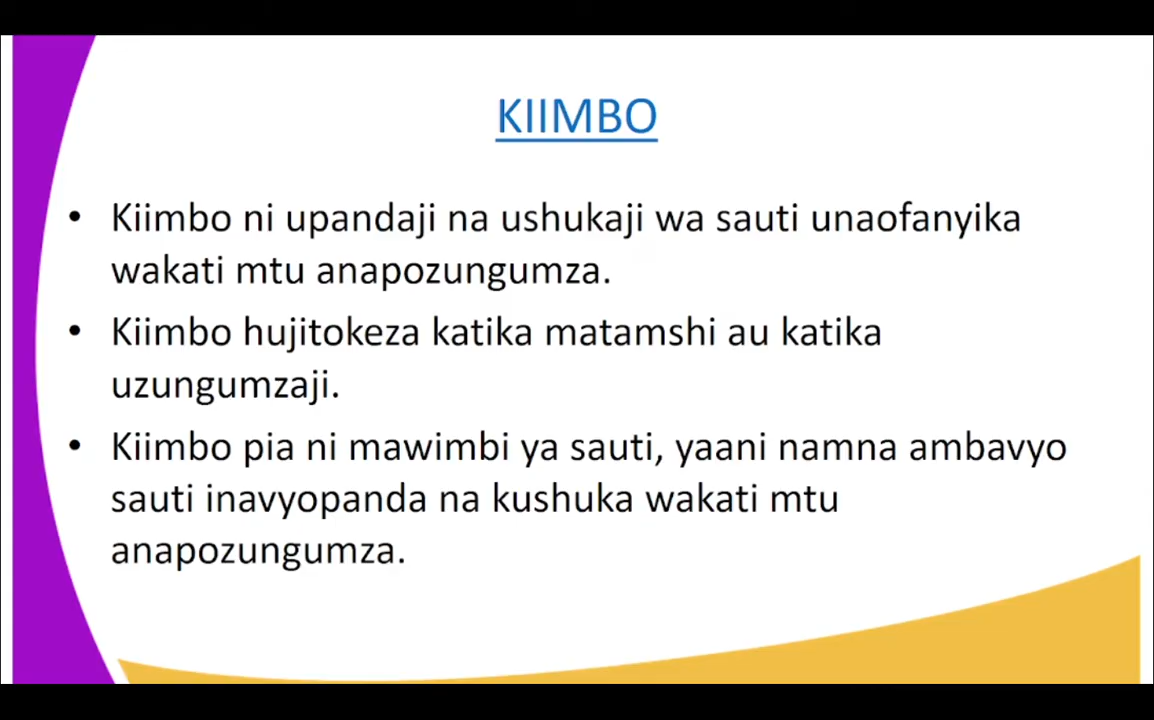 KIIMBO
• Kiimbo ni upandaji na ushukaji wa sauti unaofanyika
wakati mtu anapozungumza.
• Kiimbo hujitokeza katika matamshi au katika
uzungumzaji.
• Kiimbo pia ni mawimbi ya sauti, yaani namna ambavyo
sauti inavyopanda na kushuka wakati mtu
anapozungumza.